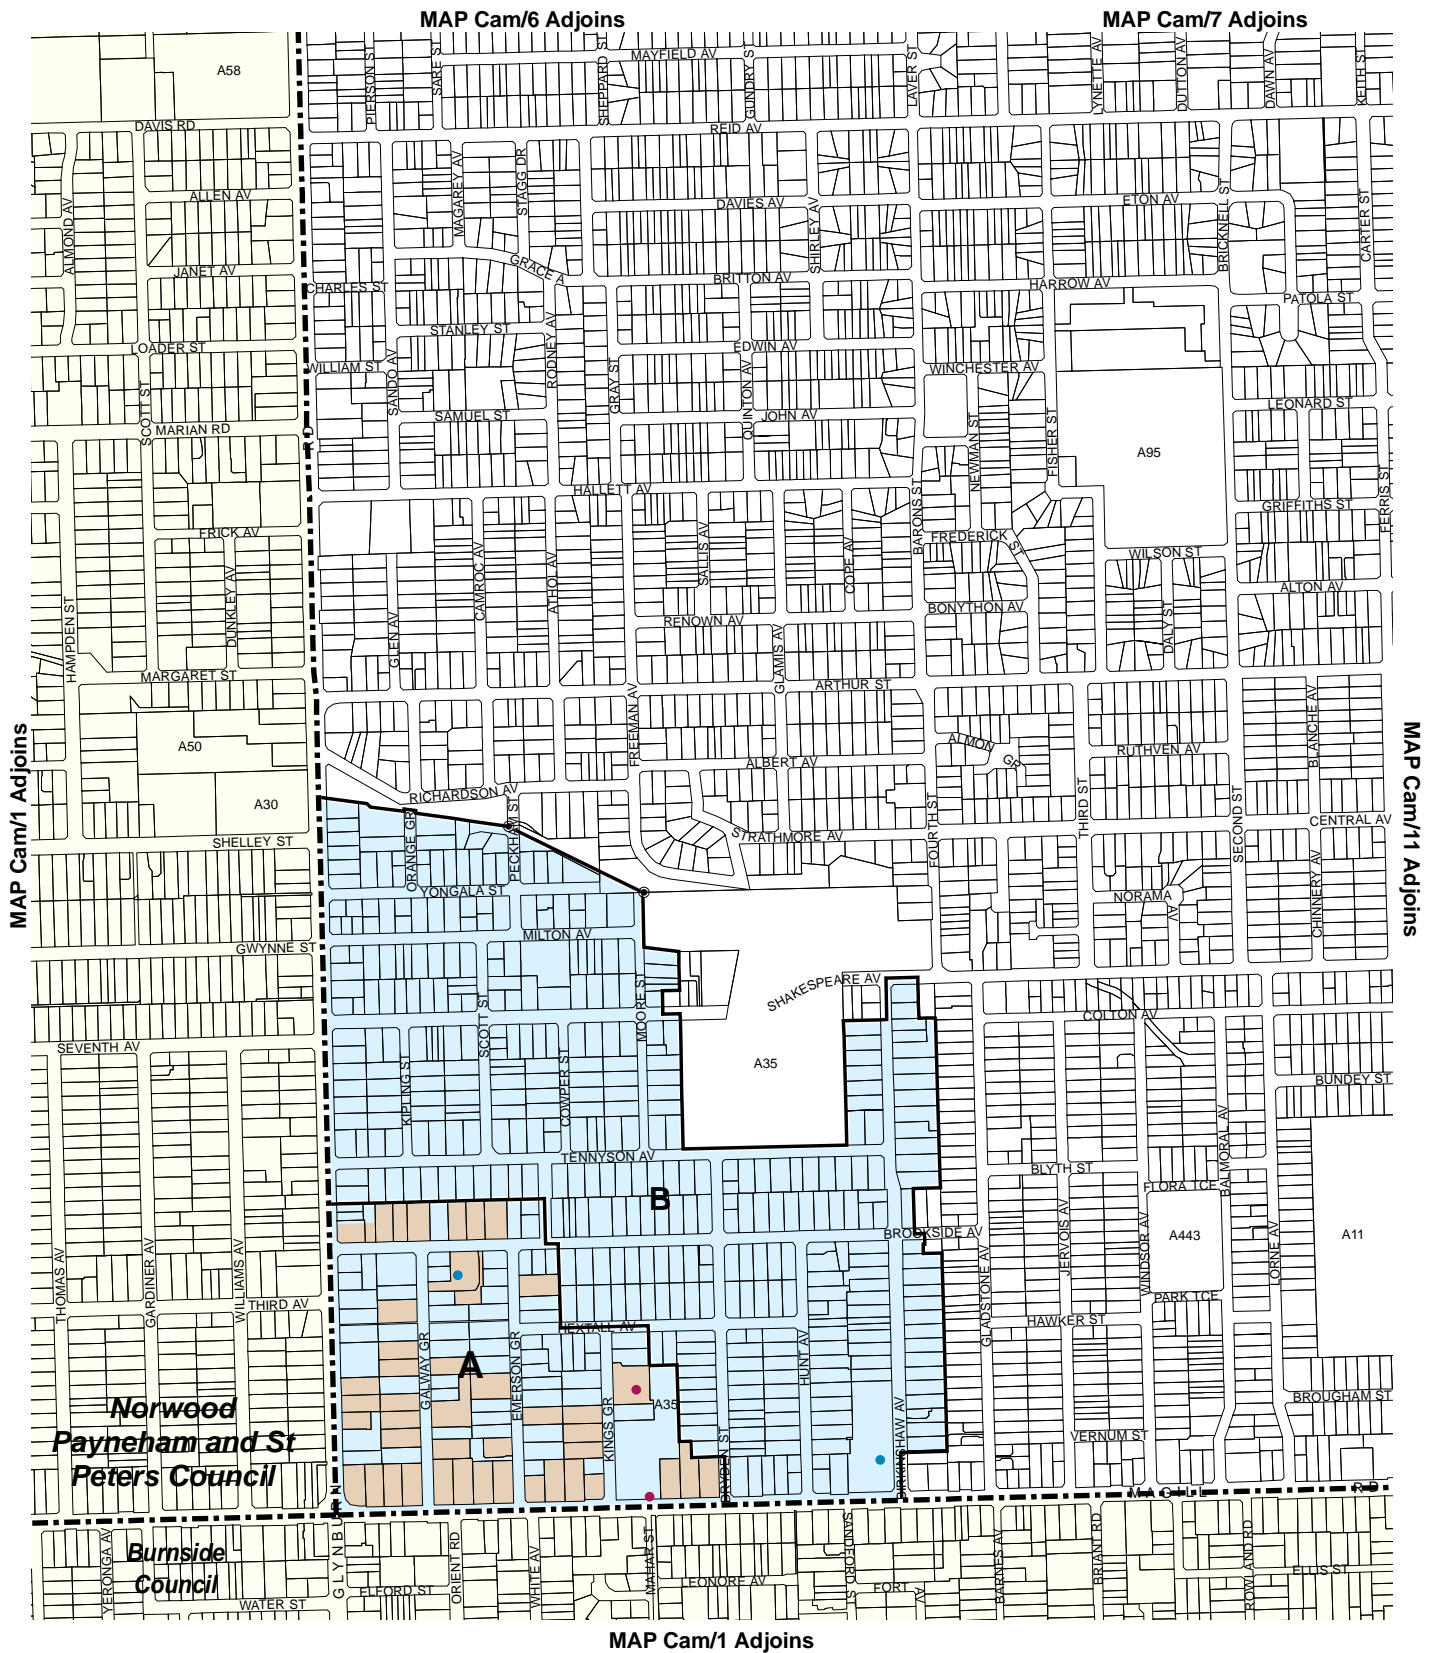 MAP Cam/6 Adjoins
MAP Cam/7 Adjoins
MAYFIELD AV
A58
PIERSON ST
SARE ST
SHEPPARD ST
GUNDRY ST
LAVER ST
LYNETTE AV
DUTTON AV
DAWN AV
KEITH ST
DAVIS RD
REID AV
ALLEN AV
MAGAREY AV
STAGG DR
DAVIES AV
ETON AV
ALMOND AV
SHIRLEY AV
BRICKNELL ST
CARTER ST
JANET AV
GRACE A
BRITTON AV
CHARLES ST
HARROW AV
PATOLA ST
STANLEY ST
RODNEY AV
LOADER ST
EDWIN AV
WILLIAM ST
SANDO AV
GRAY ST
QUINTON AV
WINCHESTER AV
SCOTT ST
SAMUEL ST
JOHN AV
LEONARD ST
MARIAN RD
RD
NEWMAN ST
FISHER ST
A95
HALLETT AV
BARONS ST
GRIFFITHS ST
FERRIS ST
FRICK AV
FREDERICK
ST
WILSON ST
HAMPDEN ST
DUNKLEY AV
GLEN AV
CAMROC AV
ATHOL AV
SALLIS AV
COPE AV
ALTON AV
BONYTHON AV
RENOWN AV
DALY ST
GLAMIS AV
MARGARET ST
ARTHUR ST
FREEMAN AV
BLANCHE AV
MAP Cam/1 Adjoins
A50
ALMON
GR
RUTHVEN AV
MAP Cam/11 Adjoins
ALBERT AV
RICHARDSON AV
A30
ORANGE GR
PECKHAM ST
STRATHMORE AV
FOURTH ST
THIRD ST
SECOND ST
CENTRAL AV
SHELLEY ST
YONGALA ST
NORAMA
AV
CHINNERY AV
GWYNNE ST
MILTON AV
SHAKESPEARE AV
SCOTT ST
MOORE ST
COLTON AV
SEVENTH AV
KIPLING ST
COWPER ST
A35
BUNDEY ST
TENNYSON AV
BLYTH ST
BALMORAL AV
FLORA TCE
B
BROOKSIDE AV
A443
A11
THOMAS AV
GARDINER AV
WILLIAMS AV
GLADSTONE AV
JERVOIS AV
WINDSOR AV
LORNE AV
THIRD AV
PARK TCE
HEXTALL AV
HAWKER ST
GALWAY GR
A
EMERSON GR
HUNT AV
KINGS GR
A35
BROUGHAM ST
Norwood
Payneham and St
Peters Council
DRYDEN ST
BIRKINSHAW AV
VERNUM ST
MAGILL
RD
GLYNBURN
Burnside
Council
YERONGA AV
ELFORD ST
ORIENT RD
WHITE AV
MAHAR ST
LEONORE AV
SANDFORD ST
FORT
AV
BARNES AV
BRIANT RD
ROWLAND RD
ELLIS ST
WATER ST
MAP Cam/1 Adjoins